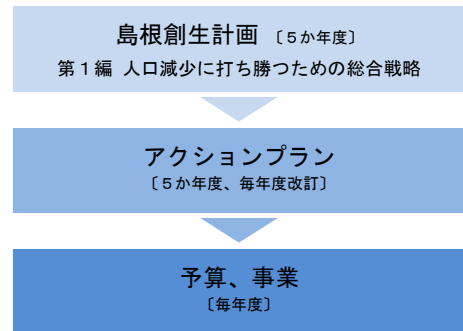 島根創生計画 〔５か年度〕
第１編 人口減少に打ち勝つための総合戦略
アクションプラン
〔５か年度、毎年度改訂〕
予算、事業
〔毎年度〕